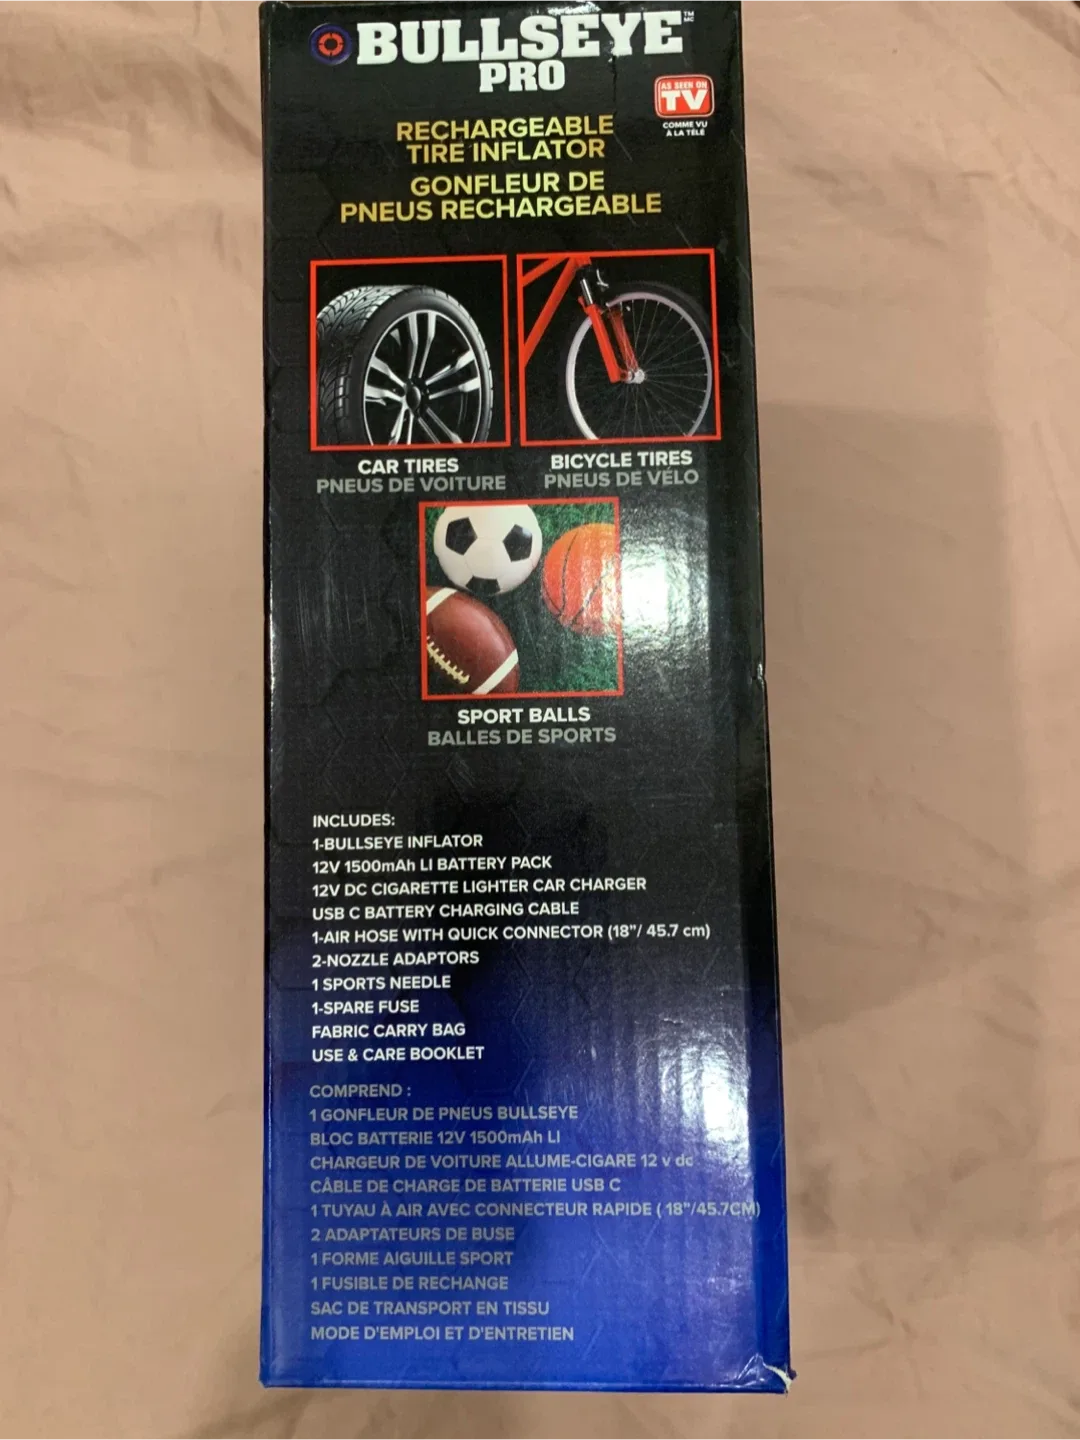 BULLSEYE™ MC
PRO
AS SEEN ON
TV
COMME VU
À LA TÉLÉ
RECHARGEABLE
TIRE INFLATOR
GONFLEUR DE
PNEUS RECHARGEABLE
CAR TIRES
PNEUS DE VOITURE
BICYCLE TIRES
PNEUS DE VÉLO
SPORT BALLS
BALLES DE SPORTS
INCLUDES:
1-BULLSEYE INFLATOR
12V 1500mAh LI BATTERY PACK
12V DC CIGARETTE LIGHTER CAR CHARGER
USB C BATTERY CHARGING CABLE
1-AIR HOSE WITH QUICK CONNECTOR (18"/ 45.7 cm)
2-NOZZLE ADAPTORS
1 SPORTS NEEDLE
1-SPARE FUSE
FABRIC CARRY BAG
USE & CARE BOOKLET
COMPREND :
1 GONFLEUR DE PNEUS BULLSEYE
BLOC BATTERIE 12V 1500mAh LI
CHARGEUR DE VOITURE ALLUME-CIGARE 12 v dc
CÂBLE DE CHARGE DE BATTERIE USB C
1 TUYAU À AIR AVEC CONNECTEUR RAPIDE ( 18"/45.7CM)
2 ADAPTATEURS DE BUSE
1 FORME AIGUILLE SPORT
1 FUSIBLE DE RECHANGE
SAC DE TRANSPORT EN TISSU
MODE D'EMPLOI ET D'ENTRETIEN